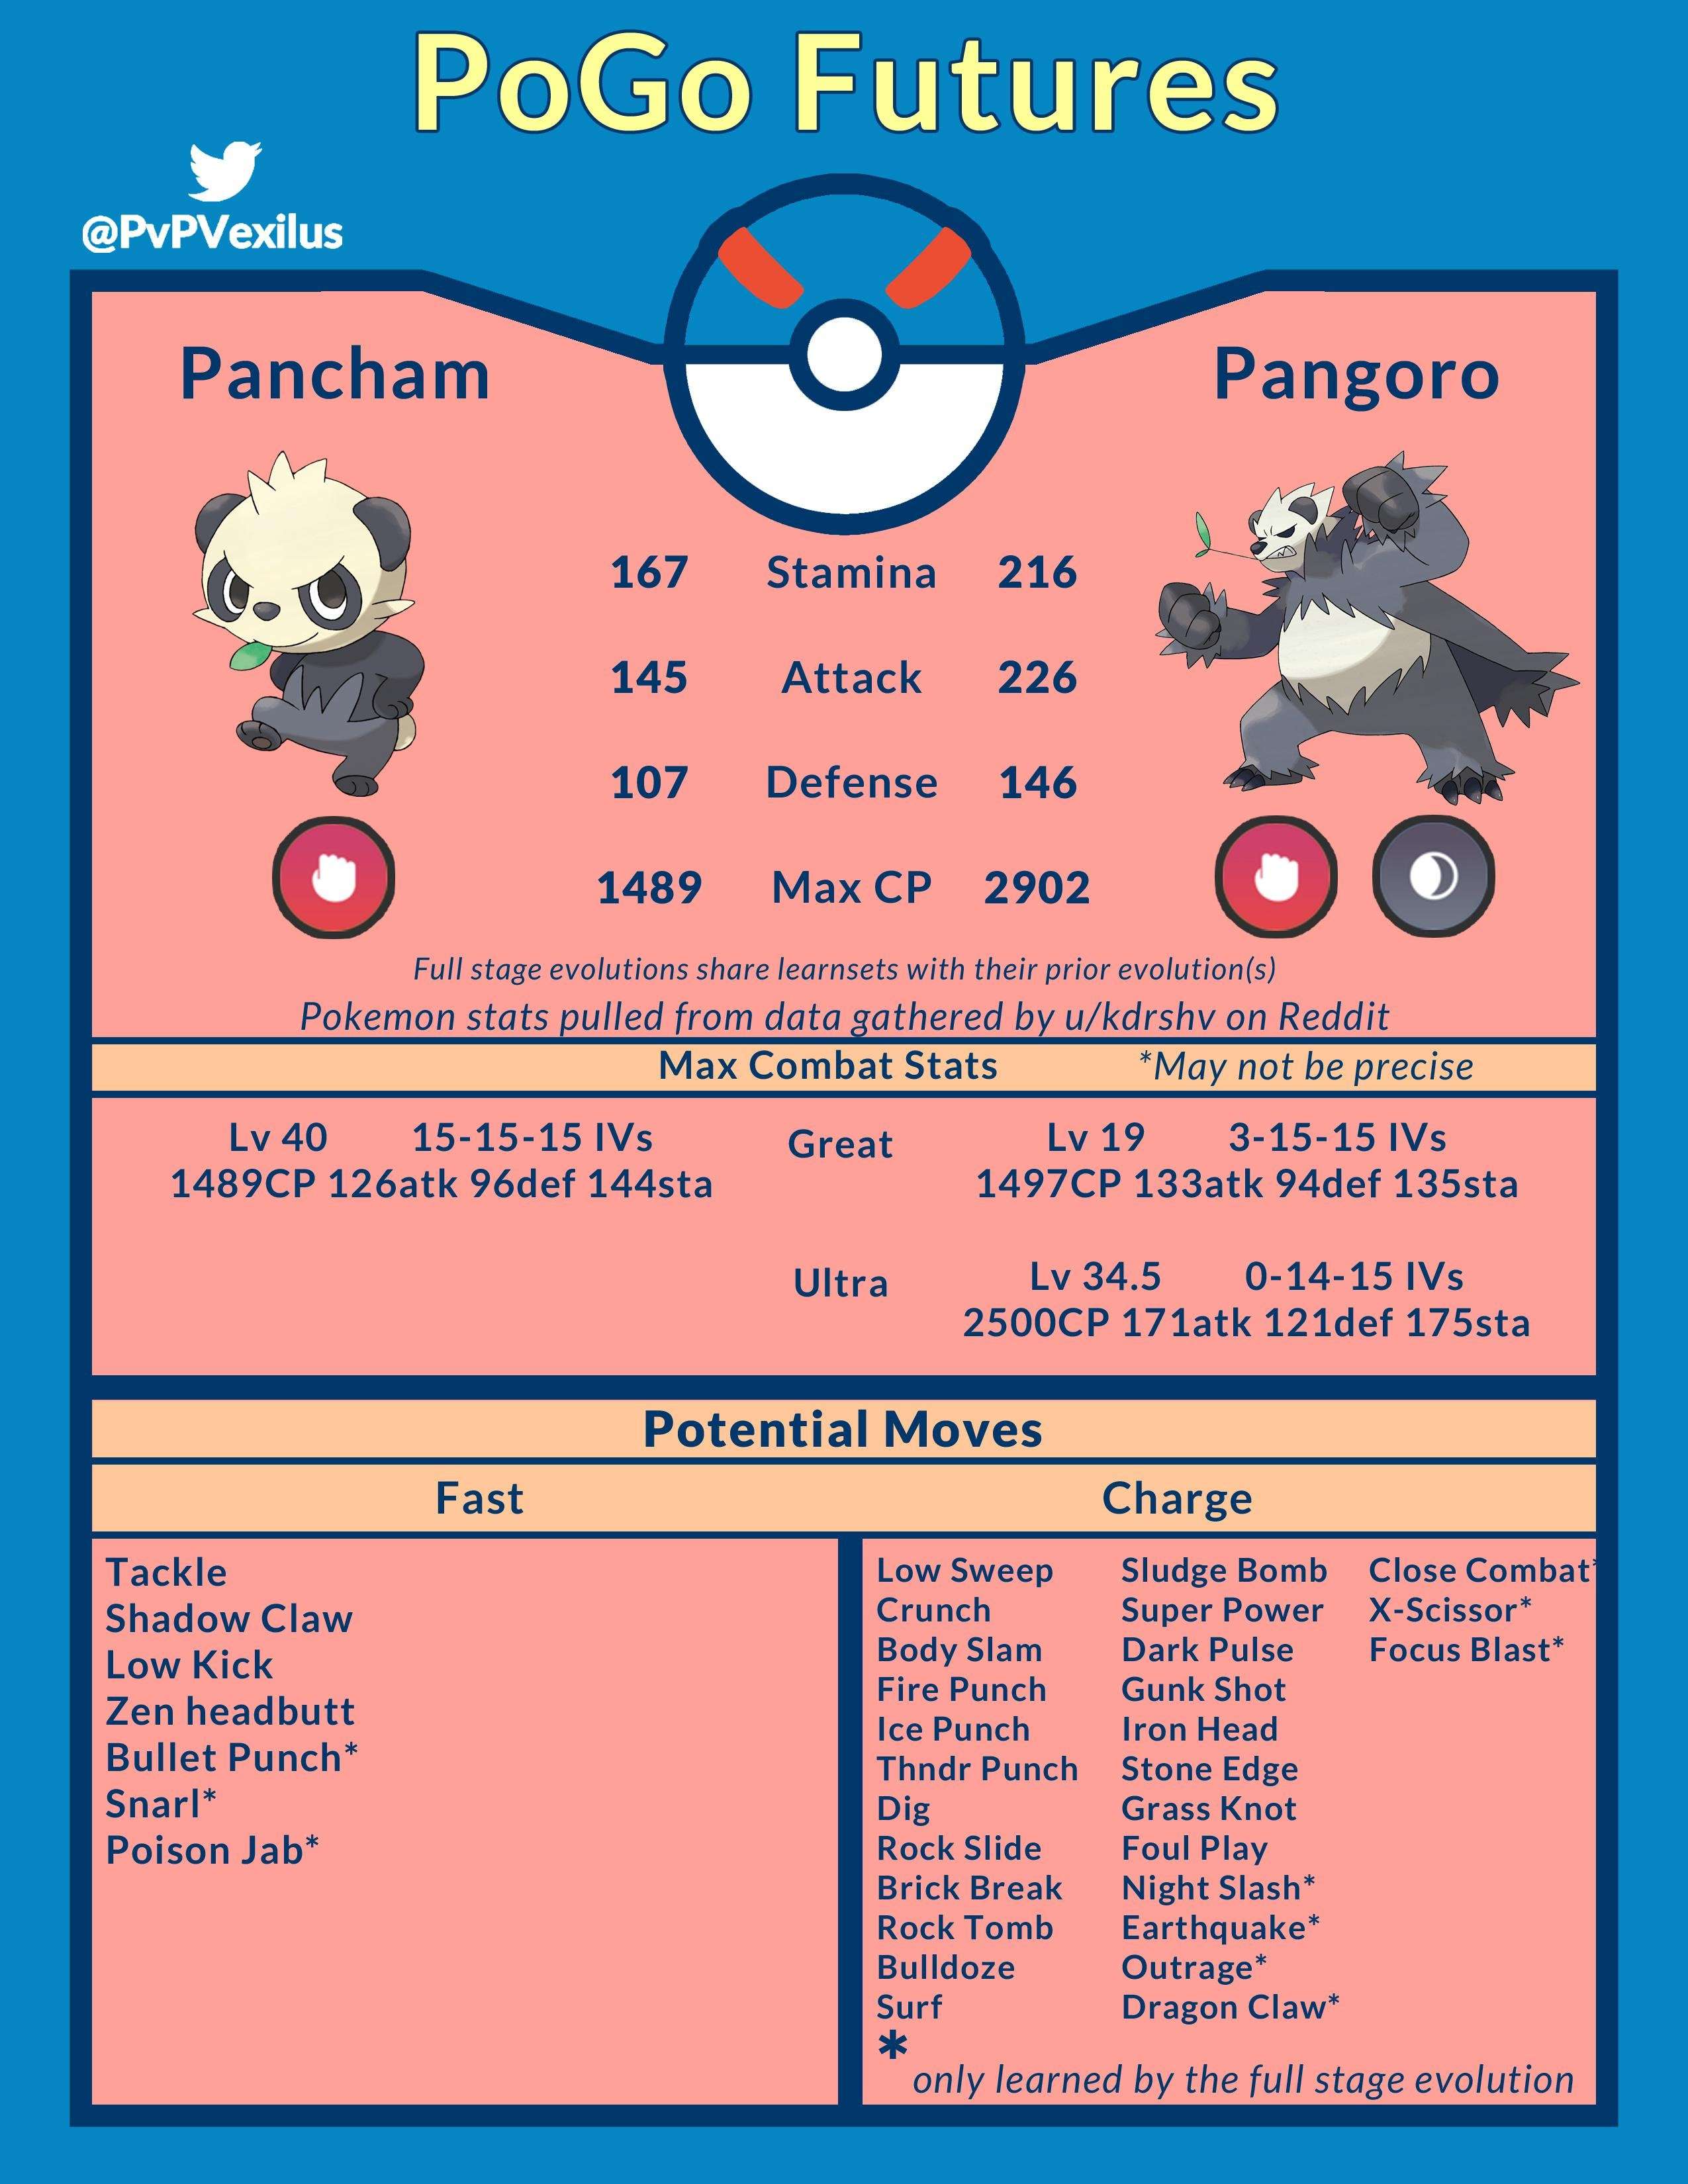 PoGo Futures
@PvPVexilus
Pancham
Pangoro
167 Stamina 216
145 Attack 226
107 Defense 146
1489 Max CP 2902
Full stage evolutions share learnsets with their prior evolution(s)
Pokemon stats pulled from data gathered by u/kdrshv on Reddit
Max Combat Stats *May not be precise
Lv 40 15-15-15 IVs
1489CP 126atk 96def 144sta
Great
Lv 19 3-15-15 IVs
1497CP 133atk 94def 135sta
Ultra
Lv 34.5 0-14-15 IVs
2500CP 171atk 121def 175sta
Potential Moves
Fast
Charge
Tackle
Shadow Claw
Low Kick
Zen headbutt
Bullet Punch*
Snarl*
Poison Jab*
Low Sweep
Crunch
Body Slam
Fire Punch
Ice Punch
Thndr Punch
Dig
Rock Slide
Brick Break
Rock Tomb
Bulldoze
Surf
Sludge Bomb
Super Power
Dark Pulse
Gunk Shot
Iron Head
Stone Edge
Grass Knot
Foul Play
Night Slash*
Earthquake*
Outrage*
Dragon Claw*
Close Combat*
X-Scissor*
Focus Blast*
*
only learned by the full stage evolution